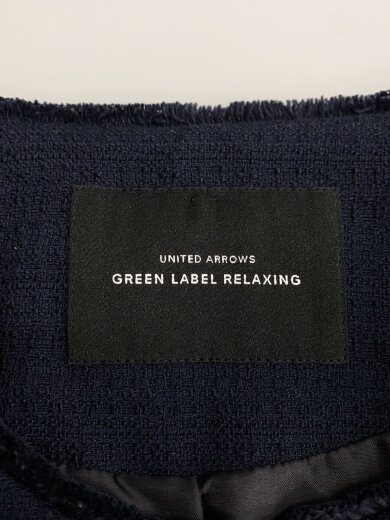 UNITED ARROWS
GREEN LABEL RELAXING